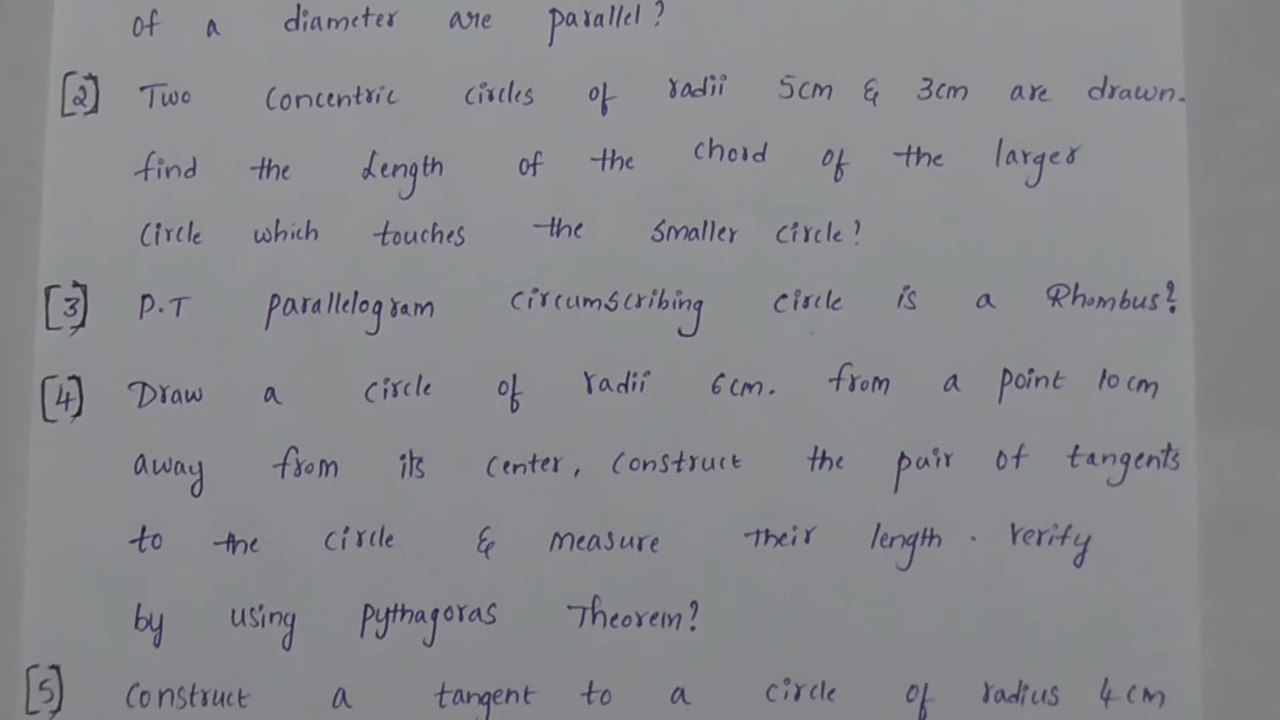 of a diameter are parallel?
[2] Two concentric circles of radii 5cm & 3cm are drawn.
find the Length of the chord of the larger
circle which touches the smaller circle?
[3] P.T parallelogram circumscribing circle is a Rhombus?
[4] Draw a circle of radii 6cm. from a point 10cm
away from its center, construct the pair of tangents
to the circle & measure their length. Verify
by using pythagoras Theorem?
[5] Construct a tangent to a circle of radius 4cm